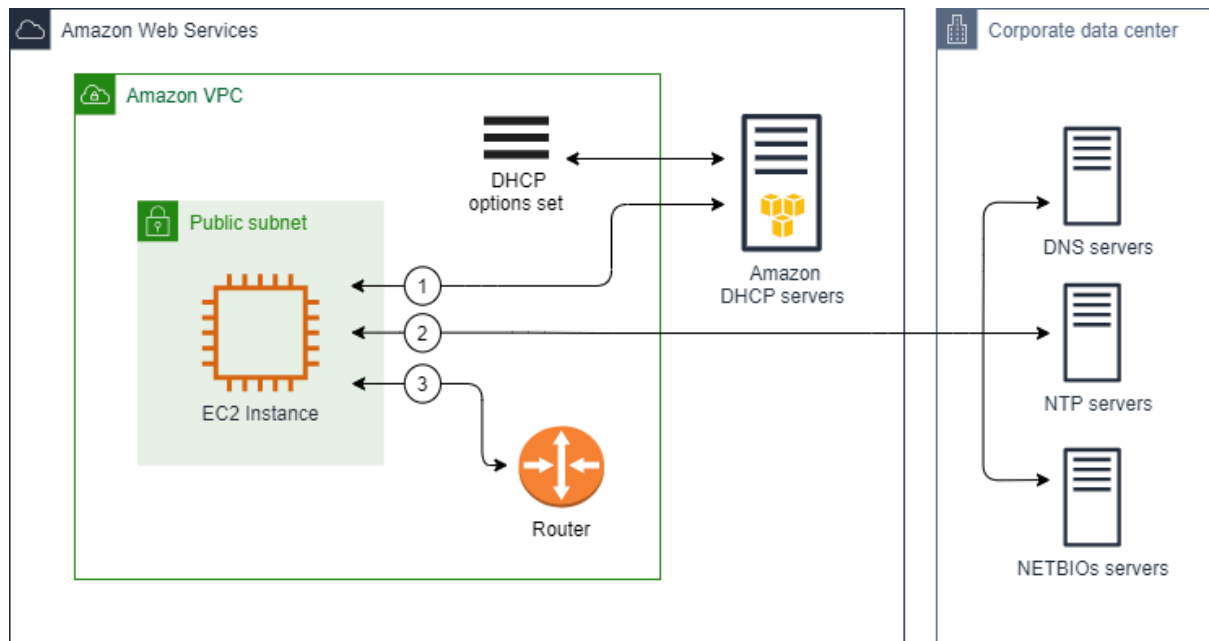 Amazon Web Services
Corporate data center
Amazon VPC
DHCP
options set
Public subnet
DNS servers
Amazon
DHCP servers
1
2
3
EC2 Instance
NTP servers
Router
NETBIOs servers